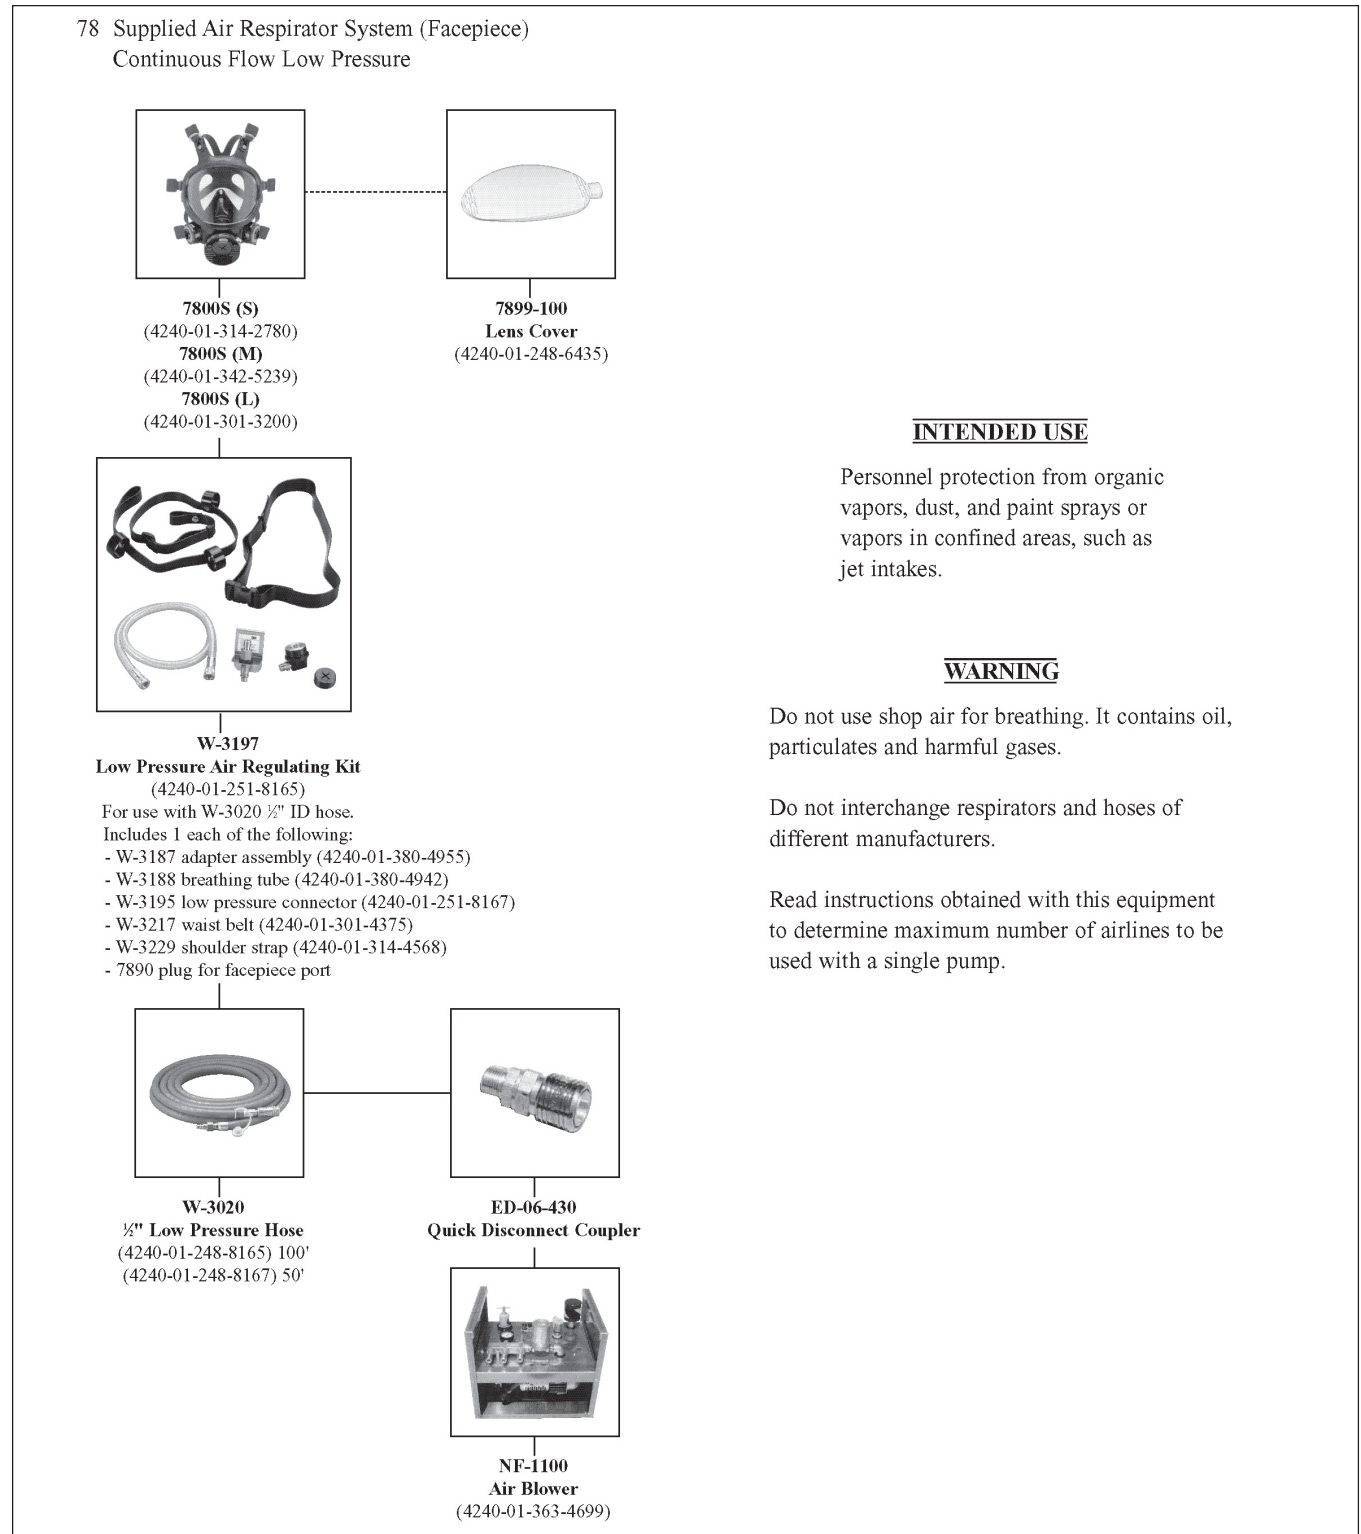 78 Supplied Air Respirator System (Facepiece)
Continuous Flow Low Pressure
7800S (S)
(4240-01-314-2780)
7800S (M)
(4240-01-342-5239)
7800S (L)
(4240-01-301-3200)
7899-100
Lens Cover
(4240-01-248-6435)
W-3197
Low Pressure Air Regulating Kit
(4240-01-251-8165)
For use with W-3020 ½" ID hose.
Includes 1 each of the following:
- W-3187 adapter assembly (4240-01-380-4955)
- W-3188 breathing tube (4240-01-380-4942)
- W-3195 low pressure connector (4240-01-251-8167)
- W-3217 waist belt (4240-01-301-4375)
- W-3229 shoulder strap (4240-01-314-4568)
- 7890 plug for facepiece port
W-3020
½" Low Pressure Hose
(4240-01-248-8165) 100'
(4240-01-248-8167) 50'
ED-06-430
Quick Disconnect Coupler
NF-1100
Air Blower
(4240-01-363-4699)
INTENDED USE
Personnel protection from organic
vapors, dust, and paint sprays or
vapors in confined areas, such as
jet intakes.
WARNING
Do not use shop air for breathing. It contains oil,
particulates and harmful gases.
Do not interchange respirators and hoses of
different manufacturers.
Read instructions obtained with this equipment
to determine maximum number of airlines to be
used with a single pump.